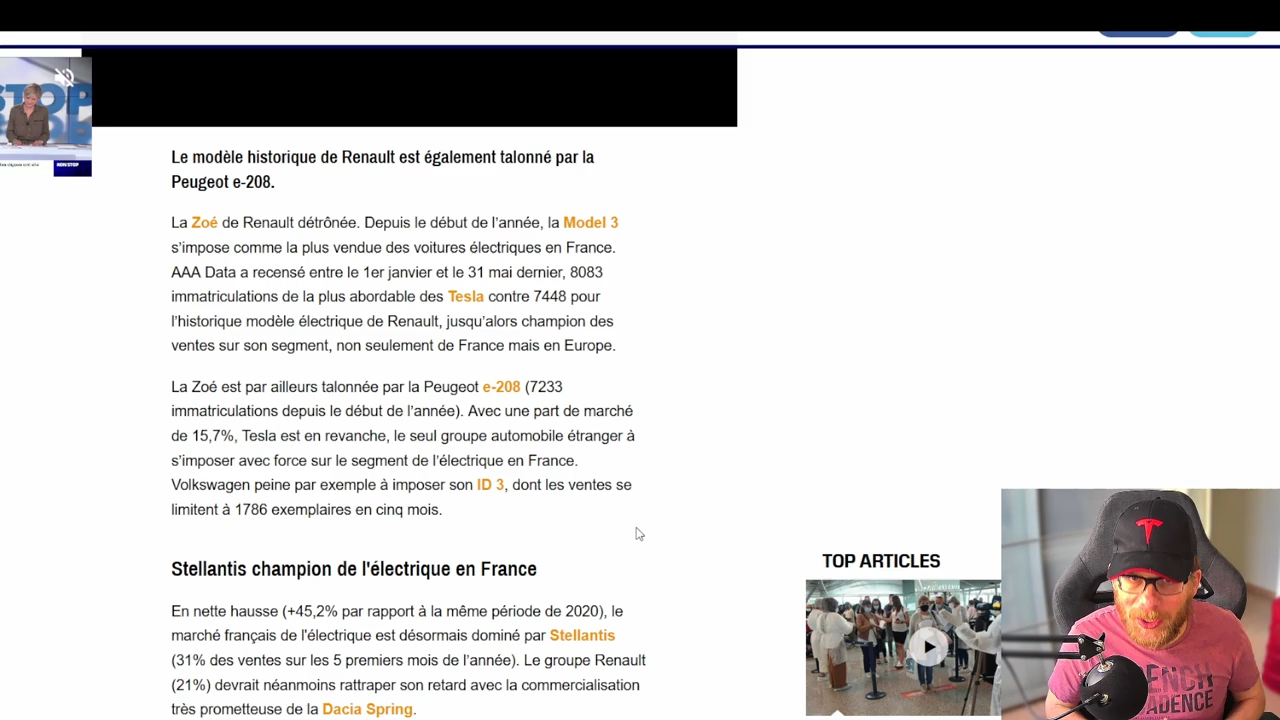 STOP
NON STOP
Le modèle historique de Renault est également talonné par la
Peugeot e-208.
La Zoé de Renault détrônée. Depuis le début de l'année, la Model 3
s'impose comme la plus vendue des voitures électriques en France.
AAA Data a recensé entre le 1er janvier et le 31 mai dernier, 8083
immatriculations de la plus abordable des Tesla contre 7448 pour
l'historique modèle électrique de Renault, jusqu'alors champion des
ventes sur son segment, non seulement de France mais en Europe.
La Zoé est par ailleurs talonnée par la Peugeot e-208 (7233
immatriculations depuis le début de l'année). Avec une part de marché
de 15,7%, Tesla est en revanche, le seul groupe automobile étranger à
s'imposer avec force sur le segment de l'électrique en France.
Volkswagen peine par exemple à imposer son ID 3, dont les ventes se
limitent à 1786 exemplaires en cinq mois.
Stellantis champion de l'électrique en France
En nette hausse (+45,2% par rapport à la même période de 2020), le
marché français de l'électrique est désormais dominé par Stellantis
(31% des ventes sur les 5 premiers mois de l'année). Le groupe Renault
(21%) devrait néanmoins rattraper son retard avec la commercialisation
très prometteuse de la Dacia Spring.
TOP ARTICLES